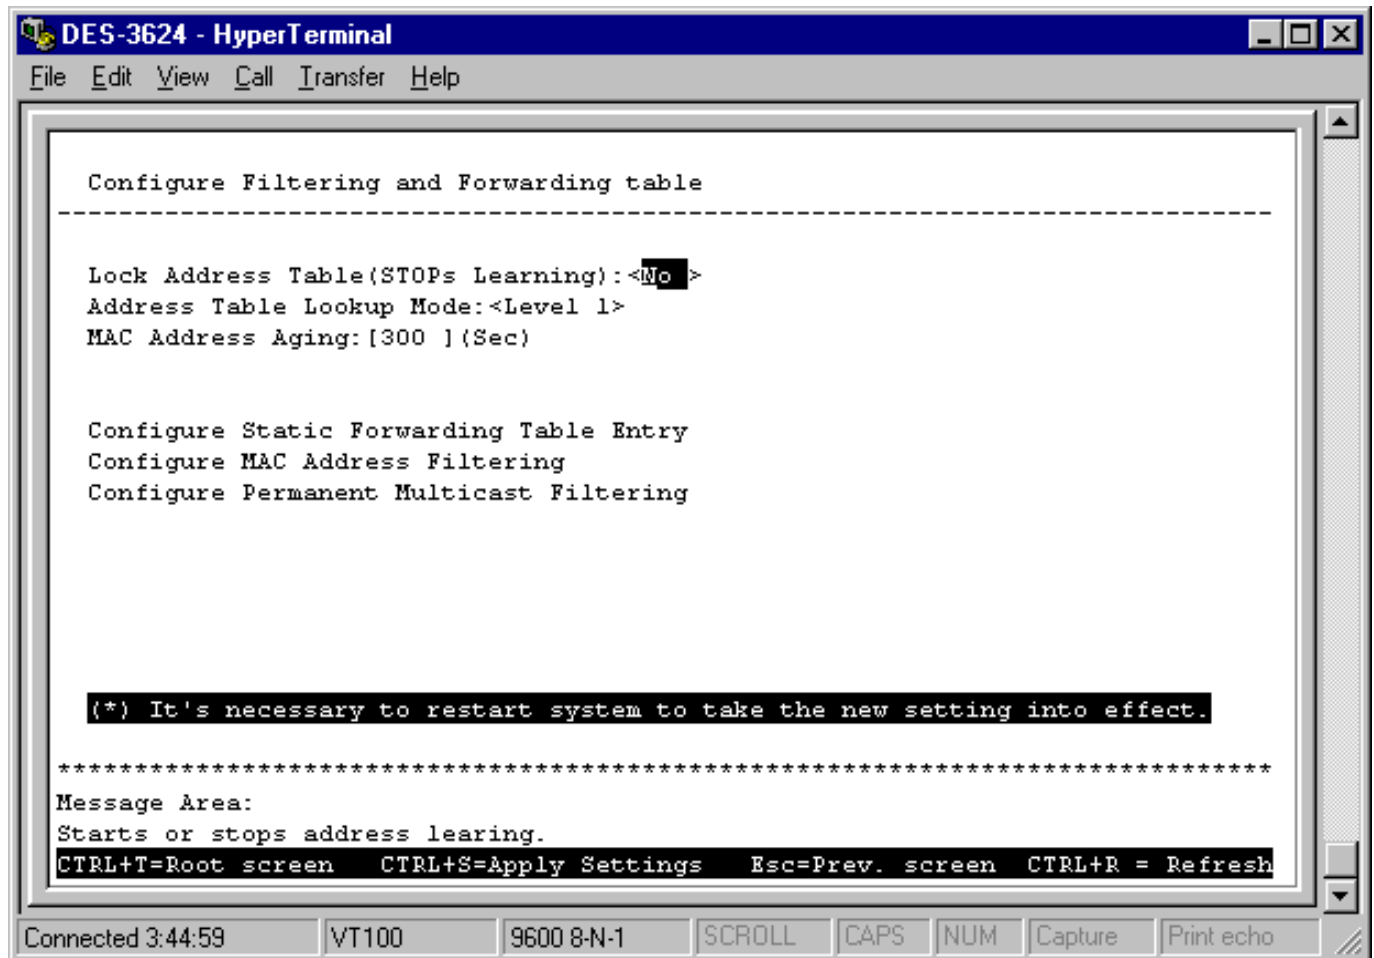 DES-3624 - HyperTerminal
File Edit View Call Transfer Help
Configure Filtering and Forwarding table
-------------------------------------------------------------------------------
Lock Address Table(STOPs Learning):<No >
Address Table Lookup Mode:<Level 1>
MAC Address Aging:[300 ](Sec)
Configure Static Forwarding Table Entry
Configure MAC Address Filtering
Configure Permanent Multicast Filtering
(*) It's necessary to restart system to take the new setting into effect.
*******************************************************************************
Message Area:
Starts or stops address learing.
CTRL+T=Root screen   CTRL+S=Apply Settings   Esc=Prev. screen  CTRL+R = Refresh
Connected 3:44:59 VT100 9600 8-N-1 SCROLL CAPS NUM Capture Print echo